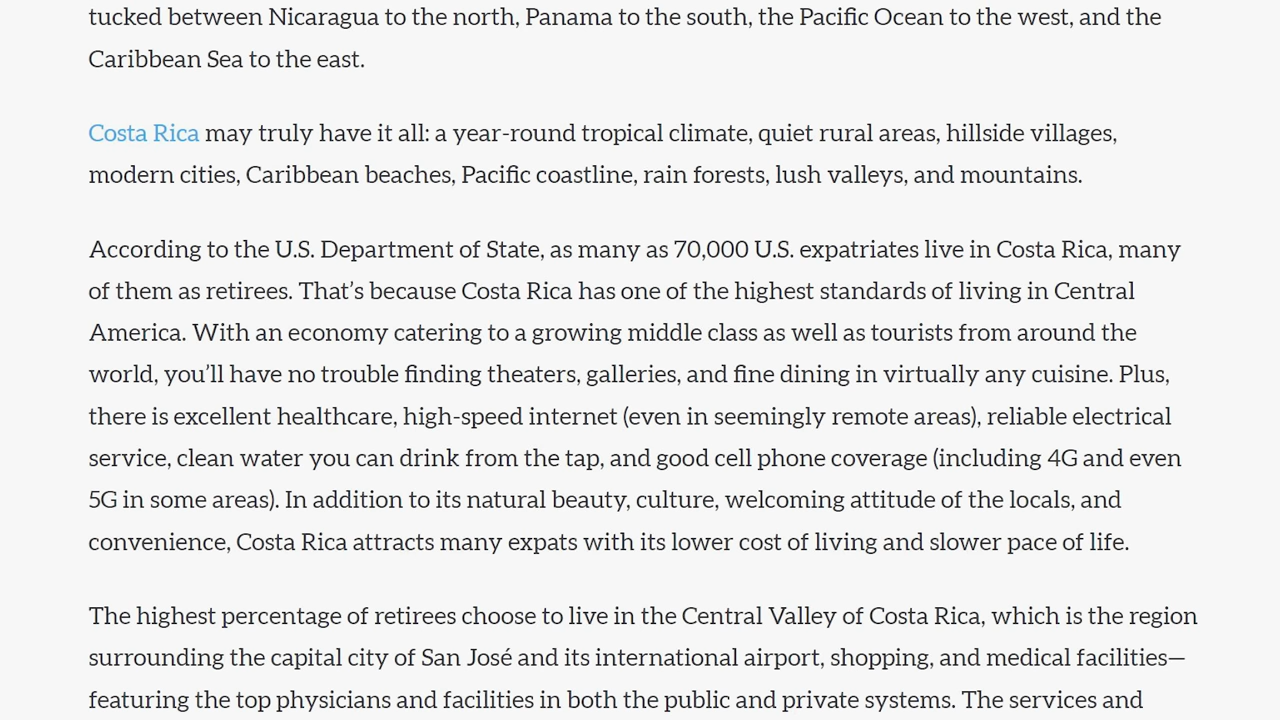 tucked between Nicaragua to the north, Panama to the south, the Pacific Ocean to the west, and the
Caribbean Sea to the east.
Costa Rica may truly have it all: a year-round tropical climate, quiet rural areas, hillside villages,
modern cities, Caribbean beaches, Pacific coastline, rain forests, lush valleys, and mountains.
According to the U.S. Department of State, as many as 70,000 U.S. expatriates live in Costa Rica, many
of them as retirees. That’s because Costa Rica has one of the highest standards of living in Central
America. With an economy catering to a growing middle class as well as tourists from around the
world, you’ll have no trouble finding theaters, galleries, and fine dining in virtually any cuisine. Plus,
there is excellent healthcare, high-speed internet (even in seemingly remote areas), reliable electrical
service, clean water you can drink from the tap, and good cell phone coverage (including 4G and even
5G in some areas). In addition to its natural beauty, culture, welcoming attitude of the locals, and
convenience, Costa Rica attracts many expats with its lower cost of living and slower pace of life.
The highest percentage of retirees choose to live in the Central Valley of Costa Rica, which is the region
surrounding the capital city of San José and its international airport, shopping, and medical facilities—
featuring the top physicians and facilities in both the public and private systems. The services and